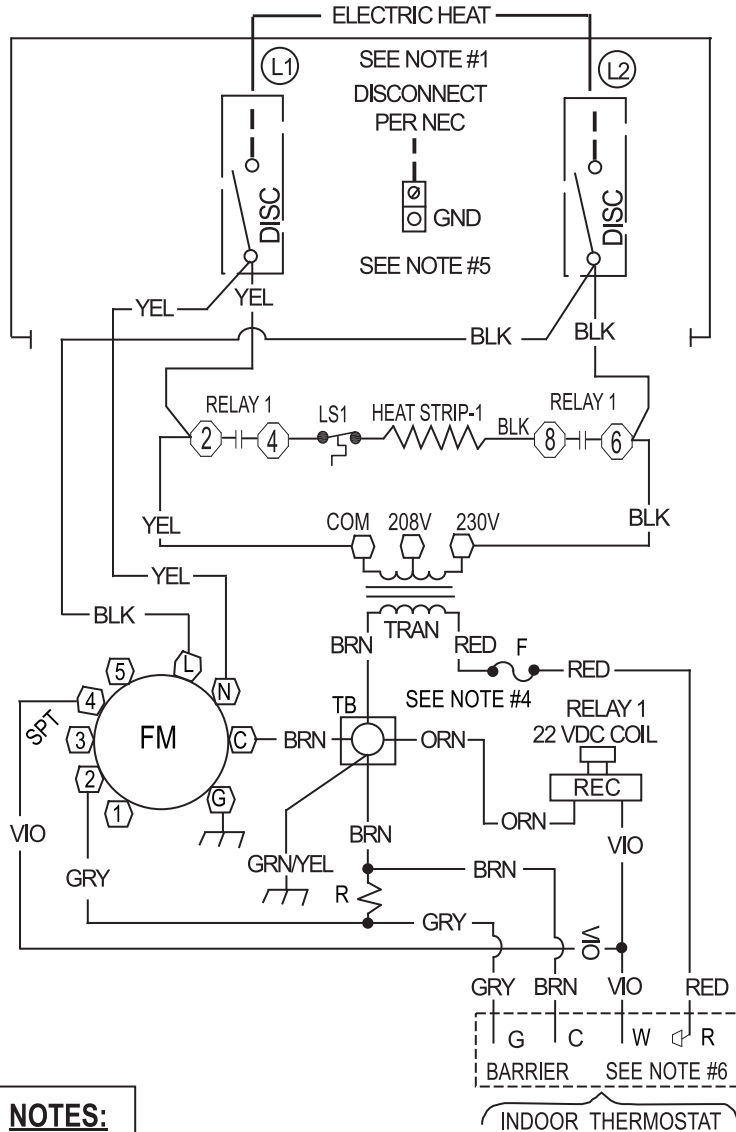 ELECTRIC HEAT
L1
SEE NOTE #1
L2
DISCONNECT
PER NEC
DISC
GND
DISC
SEE NOTE #5
YEL
YEL
BLK
BLK
RELAY 1
LS1
HEAT STRIP-1
RELAY 1
2
4
BLK
8
6
YEL
COM
208V
230V
BLK
YEL
BLK
TRAN
BRN
RED
F
RED
5
L
4
N
SPT
3
FM
C
BRN
TB
SEE NOTE #4
ORN
RELAY 1
22 VDC COIL
REC
2
1
G
ORN
VIO
GRY
GRN/YEL
BRN
VIO
R
BRN
GRY
VIO
GRY
BRN
VIO
RED
G
C
W
R
BARRIER
SEE NOTE #6
NOTES:
INDOOR THERMOSTAT